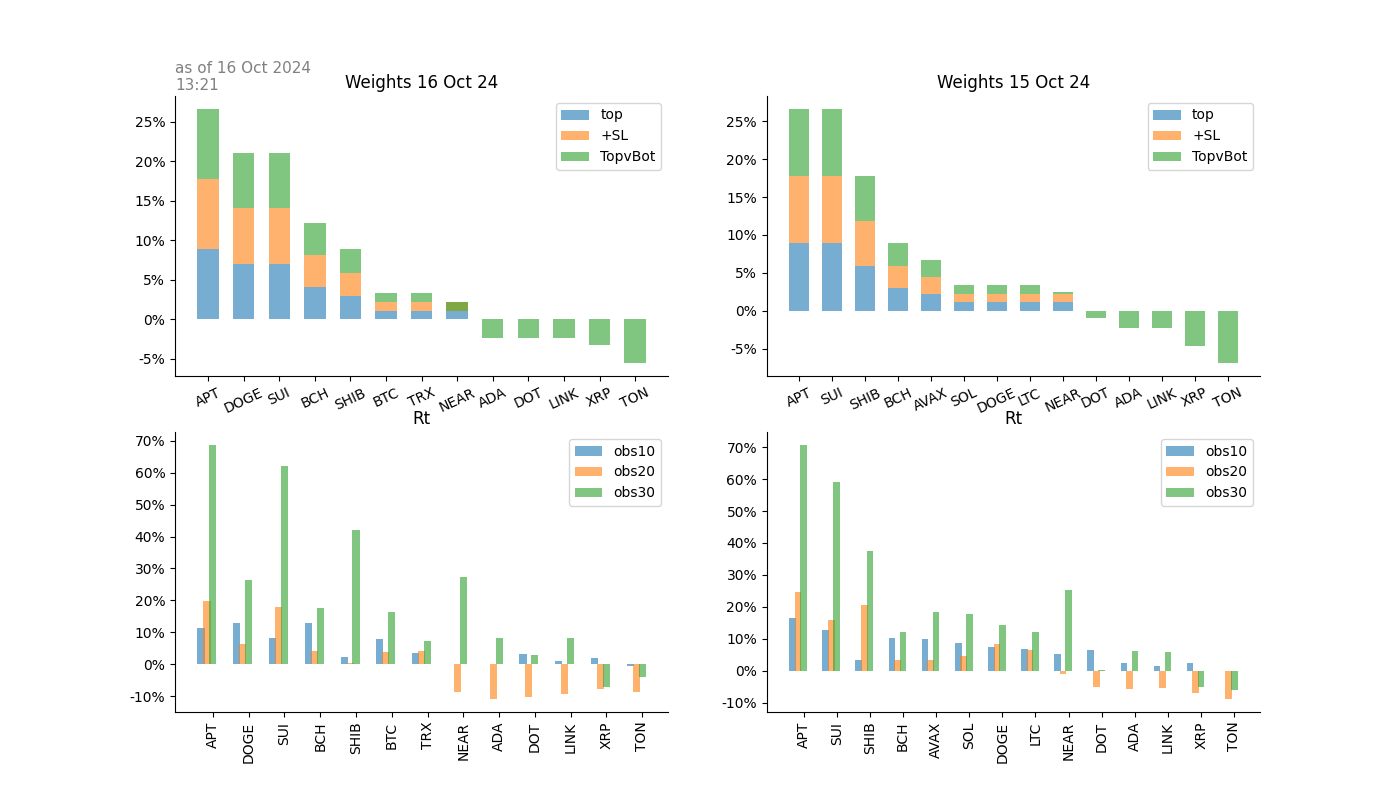 as of 16 Oct 2024
13:21
Weights 16 Oct 24
25%
20%
15%
10%
5%
0%
-5%
top
+SL
TopvBot
APT DOGE SUI BCH SHIB BTC TRX NEAR ADA DOT LINK XRP TON
Weights 15 Oct 24
25%
20%
15%
10%
5%
0%
-5%
top
+SL
TopvBot
APT SUI SHIB BCH AVAX SOL DOGE LTC NEAR DOT ADA LINK XRP TON
Rt
70%
60%
50%
40%
30%
20%
10%
0%
-10%
obs10
obs20
obs30
APT DOGE SUI BCH SHIB BTC TRX NEAR ADA DOT LINK XRP TON
Rt
70%
60%
50%
40%
30%
20%
10%
0%
-10%
obs10
obs20
obs30
APT SUI SHIB BCH AVAX SOL DOGE LTC NEAR DOT ADA LINK XRP TON